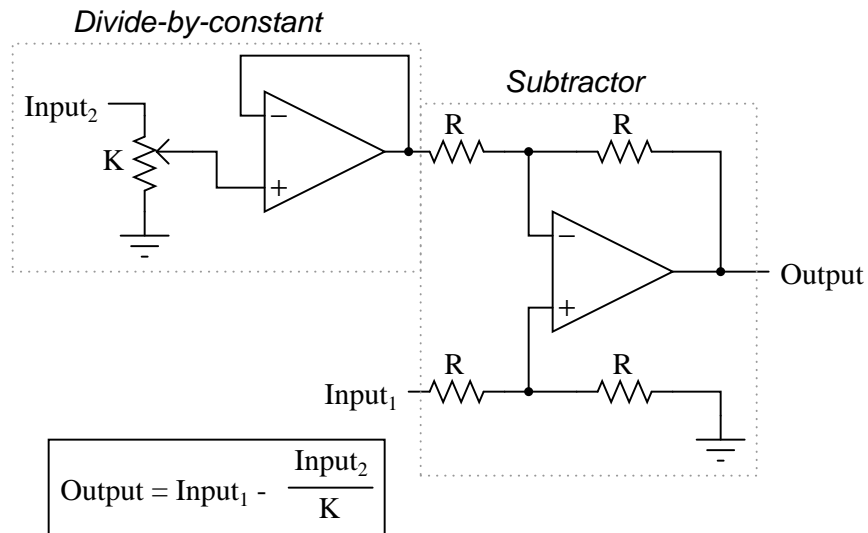 Divide-by-constant
Subtractor
Input₂
K
−
+
R
R
−
+
Output
Input₁
R
R
Output = Input₁ - Input₂ / K